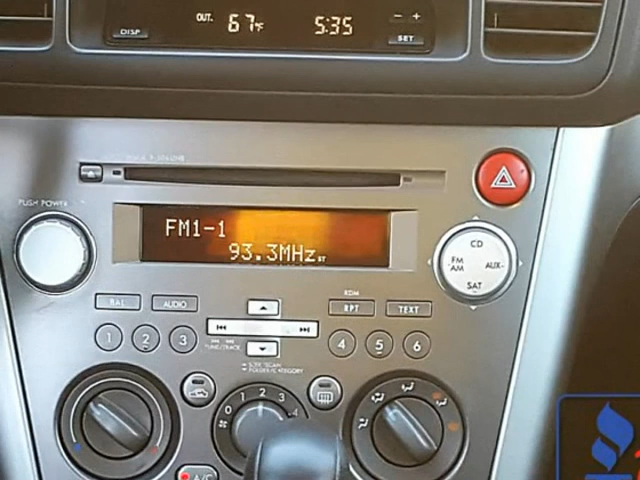 OUT. 67°F 5:35 − +
DISP SET
PUSH POWER
FM1-1
93.3MHz ST
CD
FM AM AUX
SAT
BAL AUDIO RDM RPT TEXT
1 2 3 4 5 6
TUNE/TRACK
0 1 2 3 4
A/C